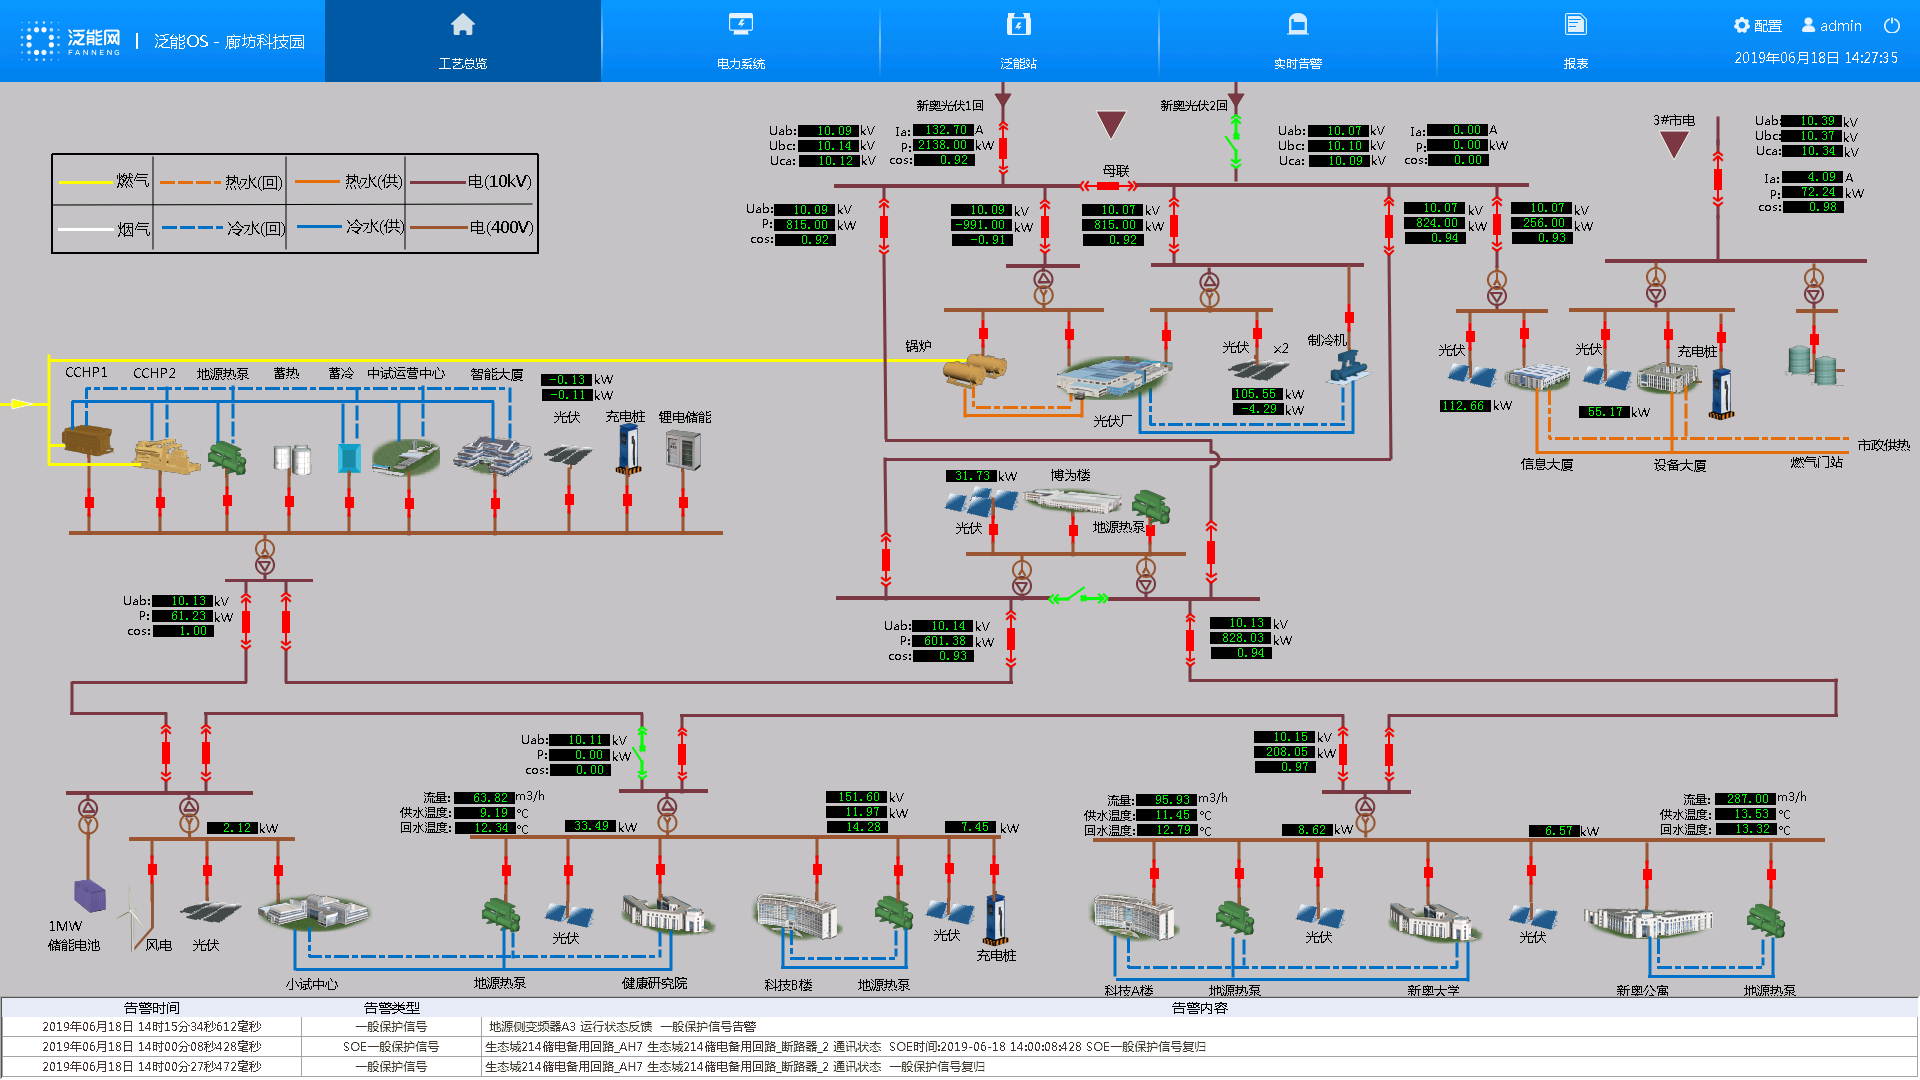 泛能网 FANNENG | 泛能OS - 廊坊科技园
工艺总览 电力系统 泛能站 实时告警 报表
配置 admin
2019年06月18日 14:27:35
燃气 热水(回) 热水(供) 电(10kV)
烟气 冷水(回) 冷水(供) 电(400V)
新奥光伏1回
Uab: 10.09 kV Ia: 132.70 A
Ubc: 10.14 kV P: 2138.00 kW
Uca: 10.12 kV cos: 0.92
母联
新奥光伏2回
Uab: 10.07 kV Ia: 0.00 A
Ubc: 10.10 kV P: 0.00 kW
Uca: 10.09 kV cos: 0.00
3#市电
Uab: 10.39 kV
Ubc: 10.37 kV
Uca: 10.34 kV
Ia: 4.09 A
P: 72.24 kW
cos: 0.98
Uab: 10.09 kV
P: 815.00 kW
cos: 0.92
10.09 kV
-991.00 kW
-0.91
10.07 kV
815.00 kW
0.92
10.07 kV
824.00 kW
0.94
10.07 kV
256.00 kW
0.93
锅炉
光伏厂
光伏 ×2
105.55 kW
-4.29 kW
制冷机
光伏
112.66 kW
信息大厦
光伏
55.17 kW
设备大厦
充电桩
燃气门站
市政供热
CCHP1 CCHP2 地源热泵 蓄热 蓄冷 中试运营中心 智能大厦
-0.13 kW
-0.11 kW
光伏 充电桩 锂电储能
31.73 kW
光伏 博为楼 地源热泵
Uab: 10.13 kV
P: 61.23 kW
cos: 1.00
Uab: 10.14 kV
P: 601.38 kW
cos: 0.93
10.13 kV
828.03 kW
0.94
Uab: 10.11 kV
P: 0.00 kW
cos: 0.00
10.15 kV
208.05 kW
0.97
2.12 kW
流量: 63.82 m3/h
供水温度: 9.19 ℃
回水温度: 12.34 ℃
33.49 kW
151.60 kV
11.97 kW
14.28
7.45 kW
流量: 95.93 m3/h
供水温度: 11.45 ℃
回水温度: 12.79 ℃
8.62 kW
6.57 kW
流量: 287.00 m3/h
供水温度: 13.53 ℃
回水温度: 13.32 ℃
1MW
储能电池 风电 光伏 小试中心
地源热泵 光伏 健康研究院
科技B楼 地源热泵 光伏 充电桩
科技A楼 地源热泵 光伏 新奥大学 光伏 新奥公寓 地源热泵
告警时间 告警类型 告警内容
2019年06月18日 14时15分34秒612毫秒 一般保护信号 地源侧变频器A3 运行状态反馈 一般保护信号告警
2019年06月18日 14时00分08秒428毫秒 SOE一般保护信号 生态城214储电备用回路_AH7 生态城214储电备用回路_断路器_2 通讯状态 SOE时间:2019-06-18 14:00:08:428 SOE一般保护信号复归
2019年06月18日 14时00分27秒472毫秒 一般保护信号 生态城214储电备用回路_AH7 生态城214储电备用回路_断路器_2 通讯状态 一般保护信号复归